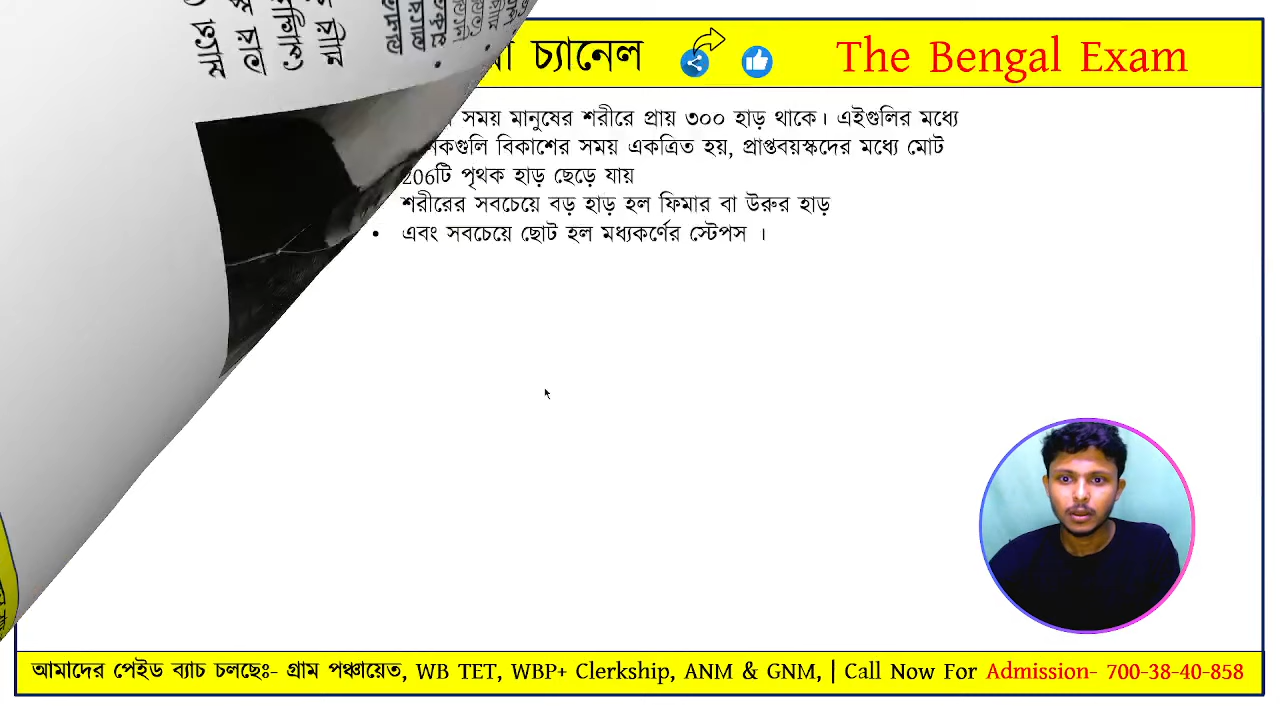 চ্যানেল The Bengal Exam
সময় মানুষের শরীরে প্রায় ৩০০ হাড় থাকে। এইগুলির মধ্যে
বিকাশের সময় একত্রিত হয়, প্রাপ্তবয়স্কদের মধ্যে মোট
206টি পৃথক হাড় ছেড়ে যায়
শরীরের সবচেয়ে বড় হাড় হল ফিমার বা উরুর হাড়
• এবং সবচেয়ে ছোট হল মধ্যকর্ণের স্টেপস ।
আমাদের পেইড ব্যাচ চলছেঃ- গ্রাম পঞ্চায়েত, WB TET, WBP+ Clerkship, ANM & GNM, | Call Now For Admission- 700-38-40-858